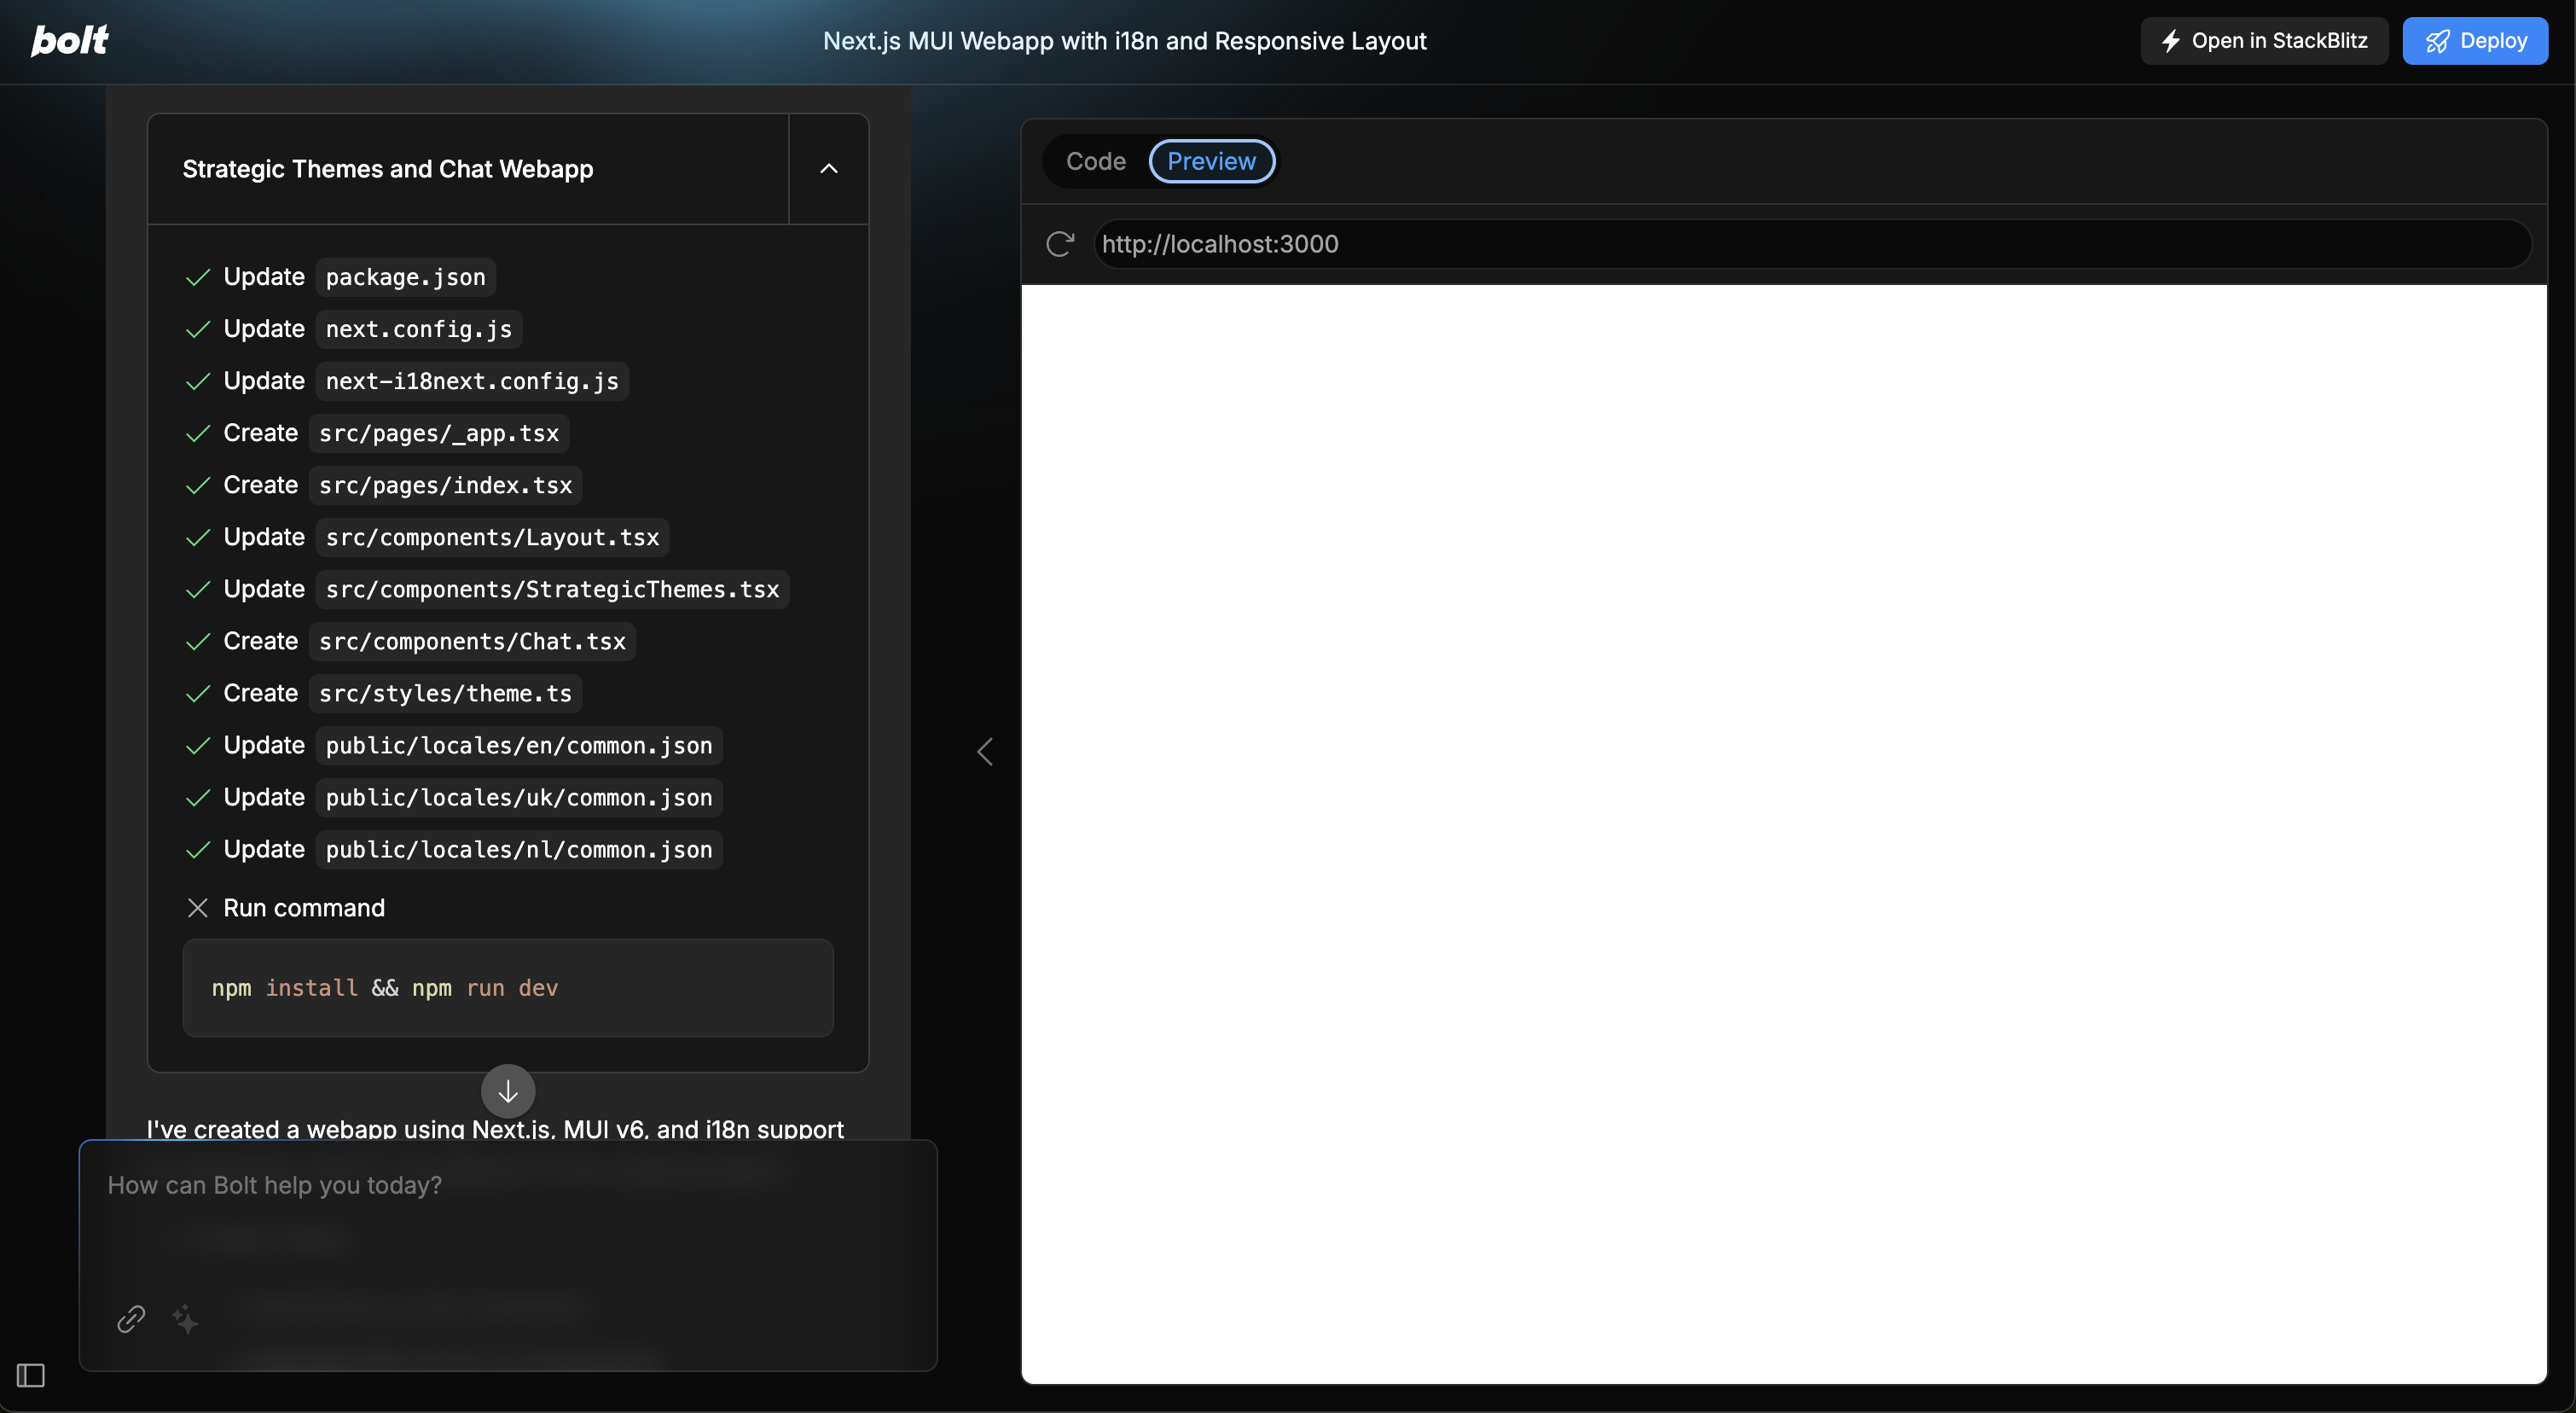 bolt
Next.js MUI Webapp with i18n and Responsive Layout
Open in StackBlitz
Deploy
Strategic Themes and Chat Webapp
Update package.json
Update next.config.js
Update next-i18next.config.js
Create src/pages/_app.tsx
Create src/pages/index.tsx
Update src/components/Layout.tsx
Update src/components/StrategicThemes.tsx
Create src/components/Chat.tsx
Create src/styles/theme.ts
Update public/locales/en/common.json
Update public/locales/uk/common.json
Update public/locales/nl/common.json
Run command
npm install && npm run dev
I've created a webapp using Next.js, MUI v6, and i18n support
How can Bolt help you today?
Code
Preview
http://localhost:3000